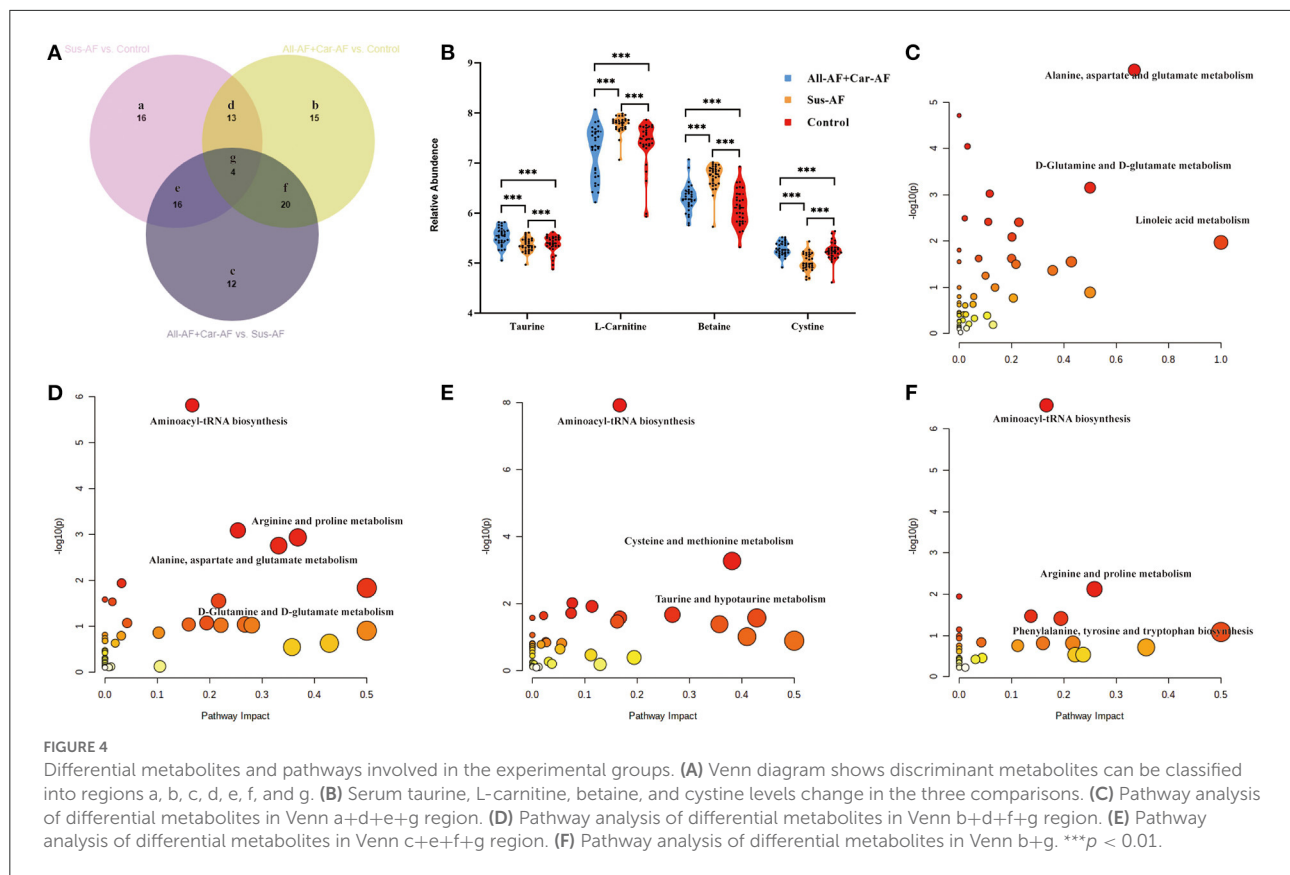 A
Sus-AF vs. Control
All-AF+Car-AF vs. Control
a
16
d
13
b
15
g
4
c
16
f
20
c
12
All-AF+Car-AF vs. Sus-AF
B
Relative Abundance
9
8
7
6
5
4
*** *** *** ***
*** *** *** ***
*** *** *** ***
All-AF+Car-AF
Sus-AF
Control
Taurine L-Carnitine Betaine Cystine
C
-log10(p)
5
4
3
2
1
0
Alanine, aspartate and glutamate metabolism
D-Glutamine and D-glutamate metabolism
Linoleic acid metabolism
0.0 0.2 0.4 0.6 0.8 1.0
D
-log10(p)
6
5
4
3
2
1
0
Aminoacyl-tRNA biosynthesis
Arginine and proline metabolism
Alanine, aspartate and glutamate metabolism
D-Glutamine and D-glutamate metabolism
0.0 0.1 0.2 0.3 0.4 0.5
Pathway Impact
E
-log10(p)
8
6
4
2
0
Aminoacyl-tRNA biosynthesis
Cysteine and methionine metabolism
Taurine and hypotaurine metabolism
0.0 0.1 0.2 0.3 0.4 0.5
Pathway Impact
F
-log10(p)
6
5
4
3
2
1
0
Aminoacyl-tRNA biosynthesis
Arginine and proline metabolism
Phenylalanine, tyrosine and tryptophan biosynthesis
0.0 0.1 0.2 0.3 0.4 0.5
Pathway Impact
FIGURE 4
Differential metabolites and pathways involved in the experimental groups. (A) Venn diagram shows discriminant metabolites can be classified
into regions a, b, c, d, e, f, and g. (B) Serum taurine, L-carnitine, betaine, and cystine levels change in the three comparisons. (C) Pathway analysis
of differential metabolites in Venn a+d+e+g region. (D) Pathway analysis of differential metabolites in Venn b+d+f+g region. (E) Pathway
analysis of differential metabolites in Venn c+e+f+g region. (F) Pathway analysis of differential metabolites in Venn b+g. ***p < 0.01.